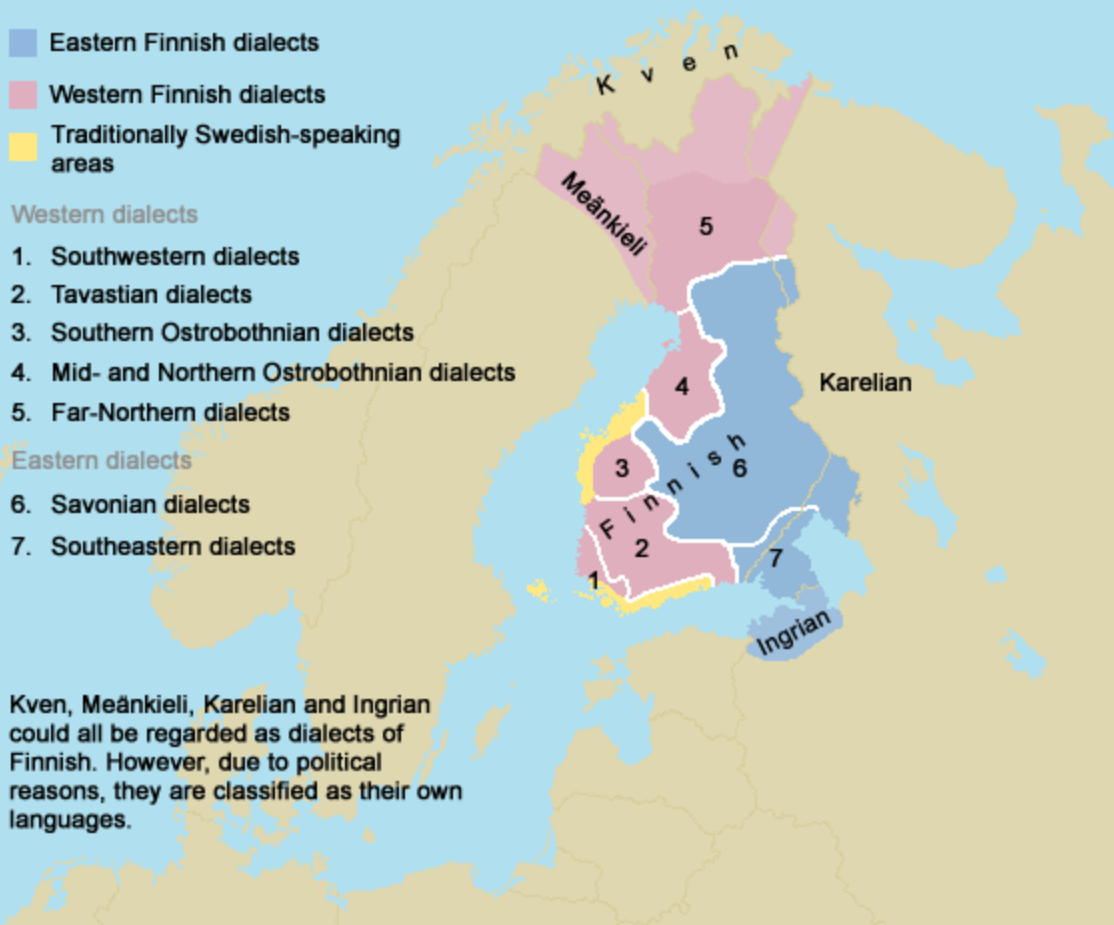 Eastern Finnish dialects
Western Finnish dialects
Traditionally Swedish-speaking
areas
Western dialects
1. Southwestern dialects
2. Tavastian dialects
3. Southern Ostrobothnian dialects
4. Mid- and Northern Ostrobothnian dialects
5. Far-Northern dialects
Eastern dialects
6. Savonian dialects
7. Southeastern dialects
Kven, Meänkieli, Karelian and Ingrian
could all be regarded as dialects of
Finnish. However, due to political
reasons, they are classified as their own
languages.
Kven
Meänkieli
5
4
Karelian
3
Finnish
6
2
7
1
Ingrian